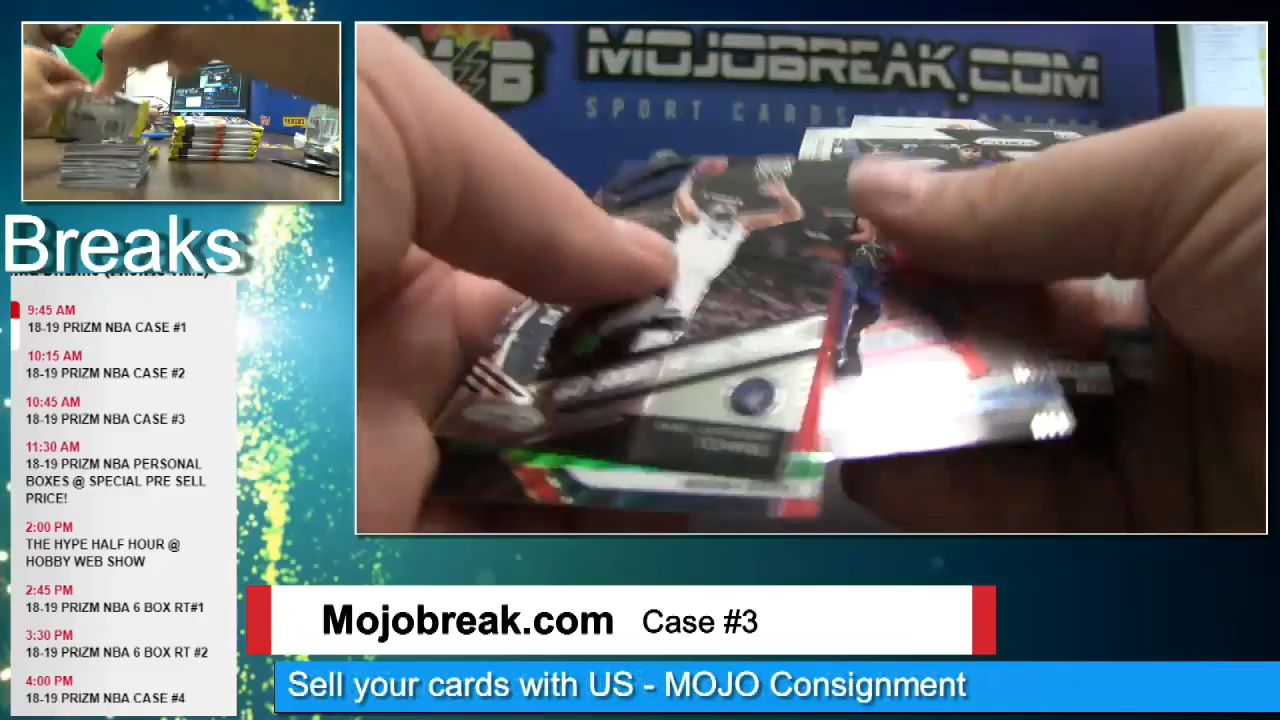 MOJOBREAK.COM
SPORT CARDS
Breaks
9:45 AM
18-19 PRIZM NBA CASE #1
10:15 AM
18-19 PRIZM NBA CASE #2
10:45 AM
18-19 PRIZM NBA CASE #3
11:30 AM
18-19 PRIZM NBA PERSONAL
BOXES @ SPECIAL PRE SELL
PRICE!
2:00 PM
THE HYPE HALF HOUR @
HOBBY WEB SHOW
2:45 PM
18-19 PRIZM NBA 6 BOX RT#1
3:30 PM
18-19 PRIZM NBA 6 BOX RT #2
4:00 PM
18-19 PRIZM NBA CASE #4
Mojobreak.com Case #3
Sell your cards with US - MOJO Consignment